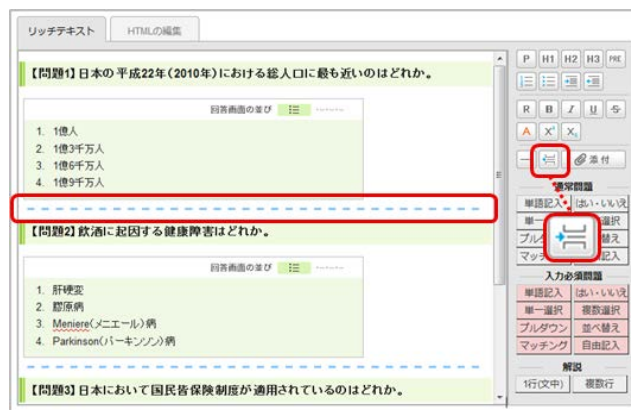 リッチテキスト
HTMLの編集
【問題1】日本の平成22年(2010年)における総人口に最も近いのはどれか。
回答画面の並び
1. 1億人
2. 1億3千万人
3. 1億6千万人
4. 1億9千万人
【問題2】飲酒に起因する健康障害はどれか。
回答画面の並び
1. 肝硬変
2. 膠原病
3. Meniere(メニエール)病
4. Parkinson(パーキンソン)病
【問題3】日本において国民皆保険制度が適用されているのはどれか。
P H1 H2 H3 PRE
R B I U S
A X² X₂
添付
通常問題
単語記入 はい・いいえ
単一 選択
プル 替え
マッチ 記入
入力必須問題
単語記入 はい・いいえ
単一選択 複数選択
プルダウン 並べ替え
マッチング 自由記入
解説
1行(文中) 複数行